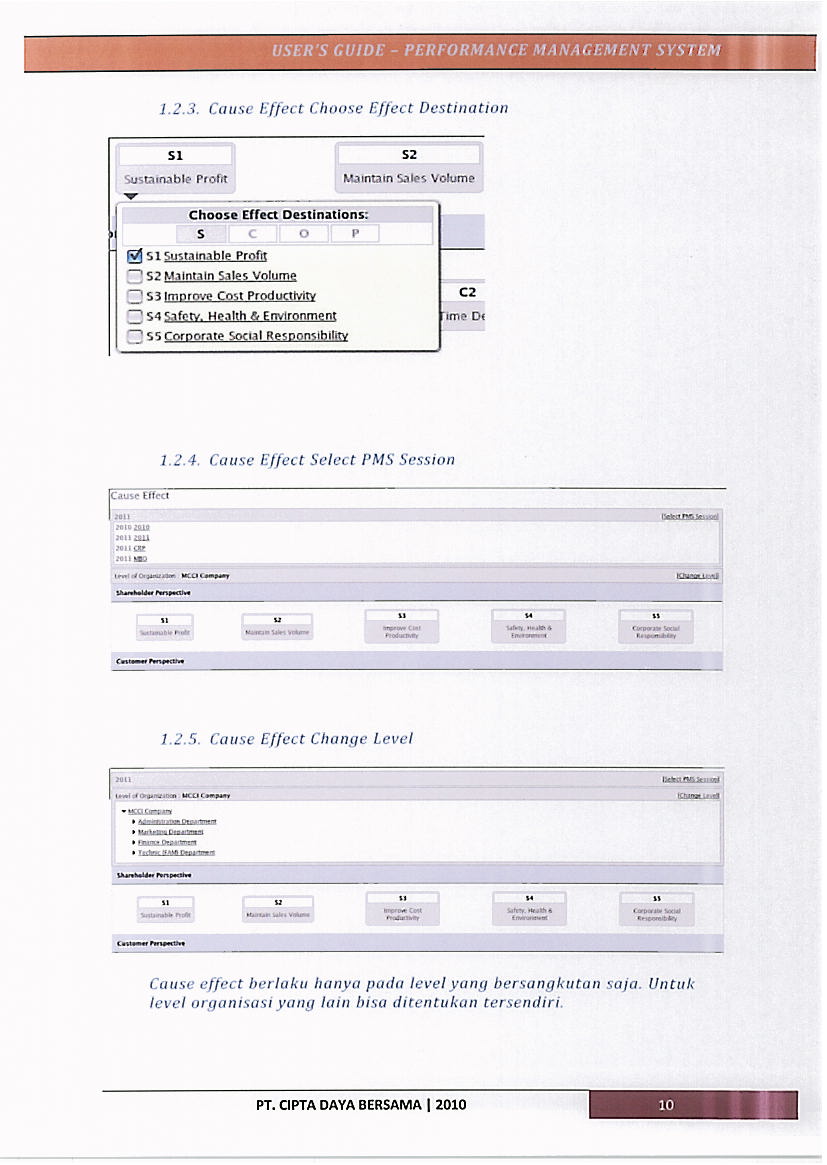 USER'S GUIDE – PERFORMANCE MANAGEMENT SYSTEM
1.2.3. Cause Effect Choose Effect Destination
S1 S2
Sustainable Profit Maintain Sales Volume
Choose Effect Destinations:
S C O P
S1 Sustainable Profit
S2 Maintain Sales Volume
S3 Improve Cost Productivity
C2
S4 Safety, Health & Environment
Time De
S5 Corporate Social Responsibility
1.2.4. Cause Effect Select PMS Session
Cause Effect
2011 [Select PMS Session]
2010 2010
2011 2011
2011 CRP
2011 MBO
Level of Organization : MCCI Company [Change Level]
Shareholder Perspective
S1 S2 S3 S4 S5
Sustainable Profit Maintain Sales Volume Improve Cost Productivity Safety, Health & Environment Corporate Social Responsibility
Customer Perspective
1.2.5. Cause Effect Change Level
2011 [Select PMS Session]
Level of Organization : MCCI Company [Change Level]
MCCI Company
Administration Department
Marketing Department
Finance Department
Technic (FAM) Department
Shareholder Perspective
S1 S2 S3 S4 S5
Sustainable Profit Maintain Sales Volume Improve Cost Productivity Safety, Health & Environment Corporate Social Responsibility
Customer Perspective
Cause effect berlaku hanya pada level yang bersangkutan saja. Untuk
level organisasi yang lain bisa ditentukan tersendiri.
PT. CIPTA DAYA BERSAMA | 2010 10